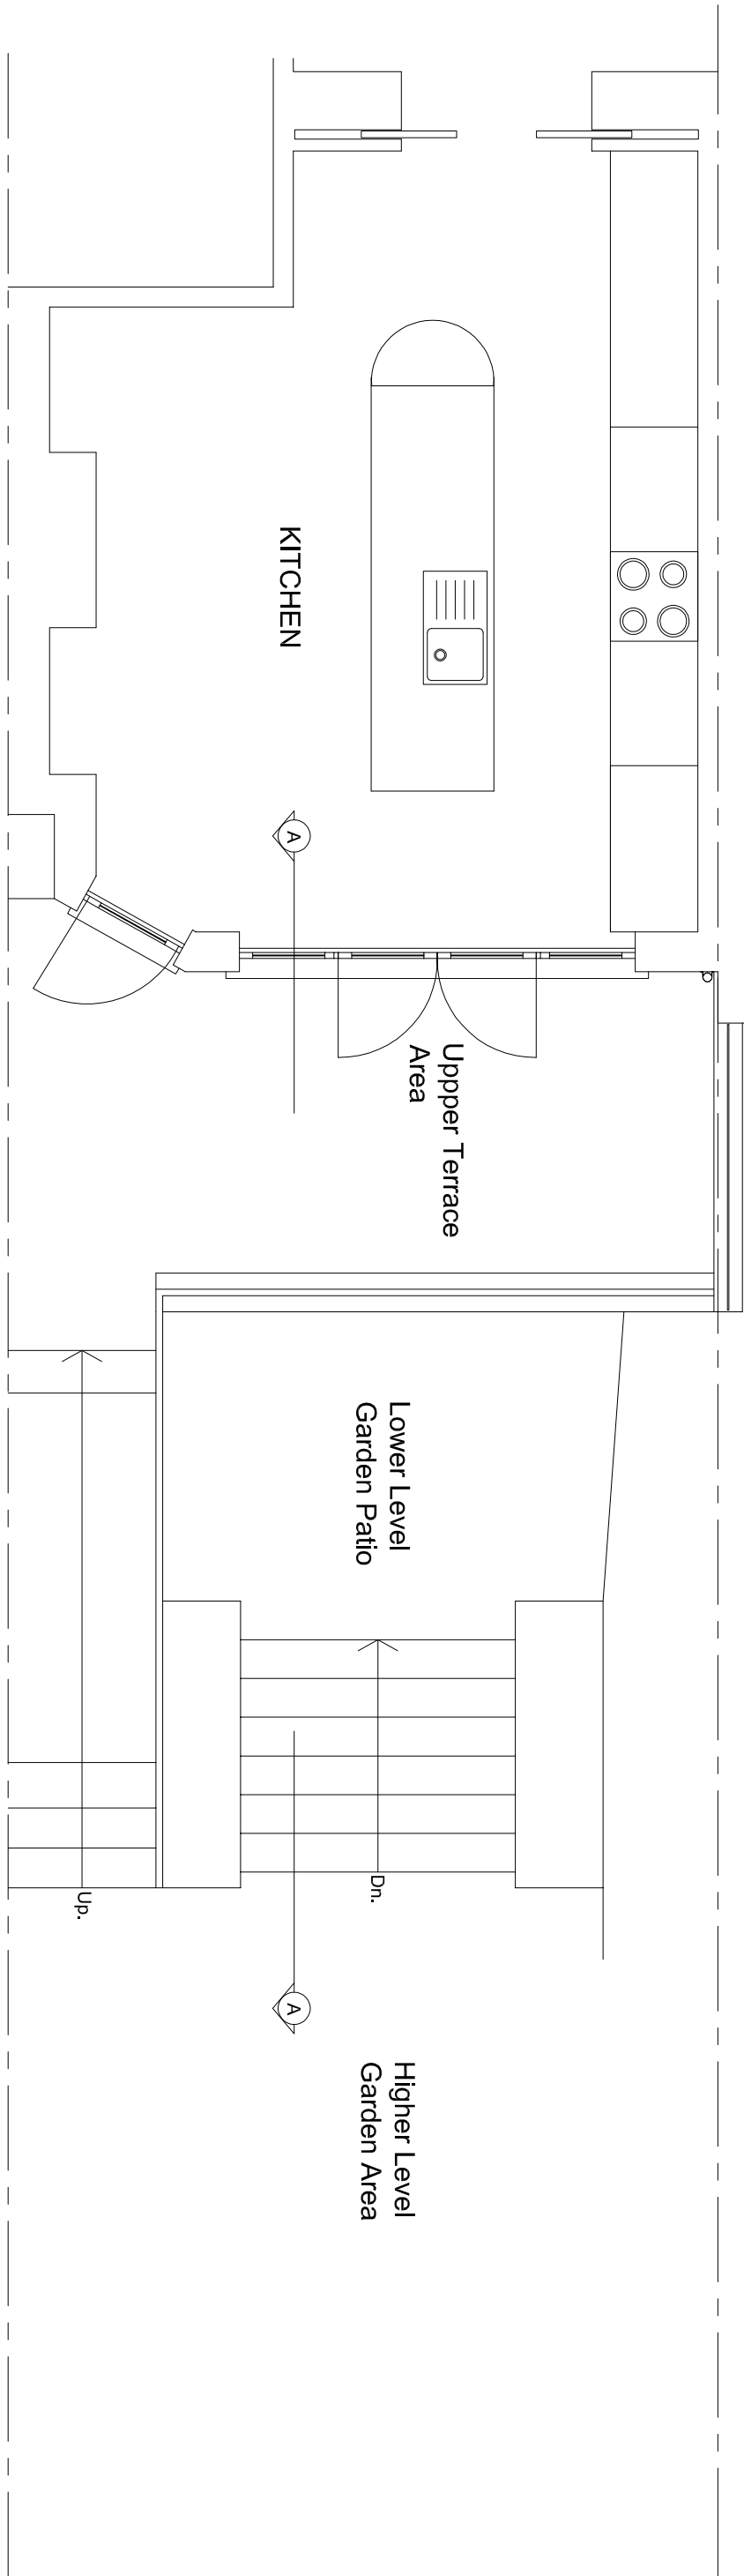 KITCHEN
A
Uppper Terrace
Area
Lower Level
Garden Patio
Dn.
Up.
A
Higher Level
Garden Area